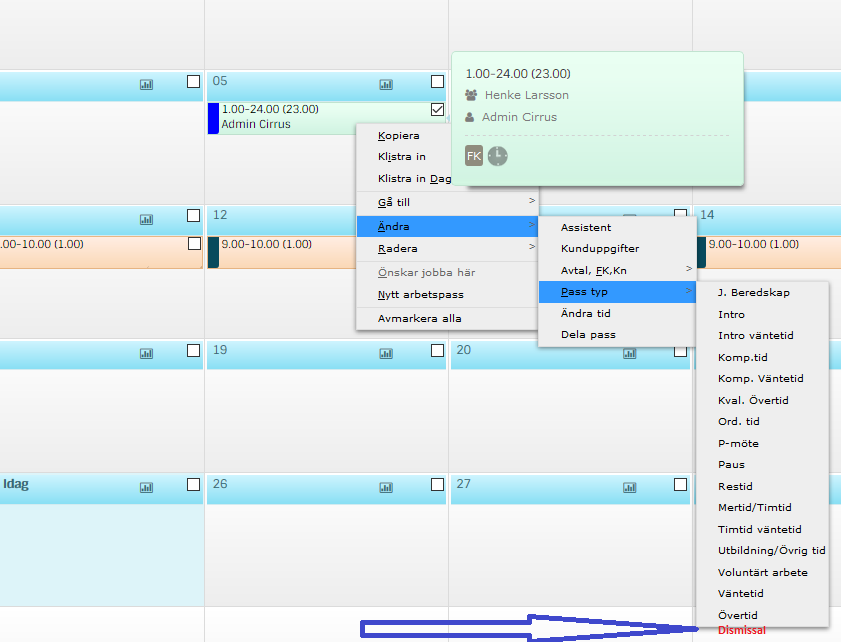 05
1.00-24.00 (23.00)
Admin Cirrus
1.00-24.00 (23.00)
Henke Larsson
Admin Cirrus
FK
Kopiera
Klistra in
Klistra in Dag
Gå till >
Ändra >
Radera >
Önskar jobba här
Nytt arbetspass
Avmarkera alla
12
14
.00-10.00 (1.00)
9.00-10.00 (1.00)
9.00-10.00 (1.00)
Assistent
Kunduppgifter
Avtal, FK,Kn >
Pass typ >
Ändra tid
Dela pass
J. Beredskap
Intro
Intro väntetid
Komp.tid
Komp. Väntetid
Kval. Övertid
Ord. tid
P-möte
Paus
Restid
Mertid/Timtid
Timtid väntetid
Utbildning/Övrig tid
Voluntärt arbete
Väntetid
Övertid
Dismissal
19
20
Idag
26
27